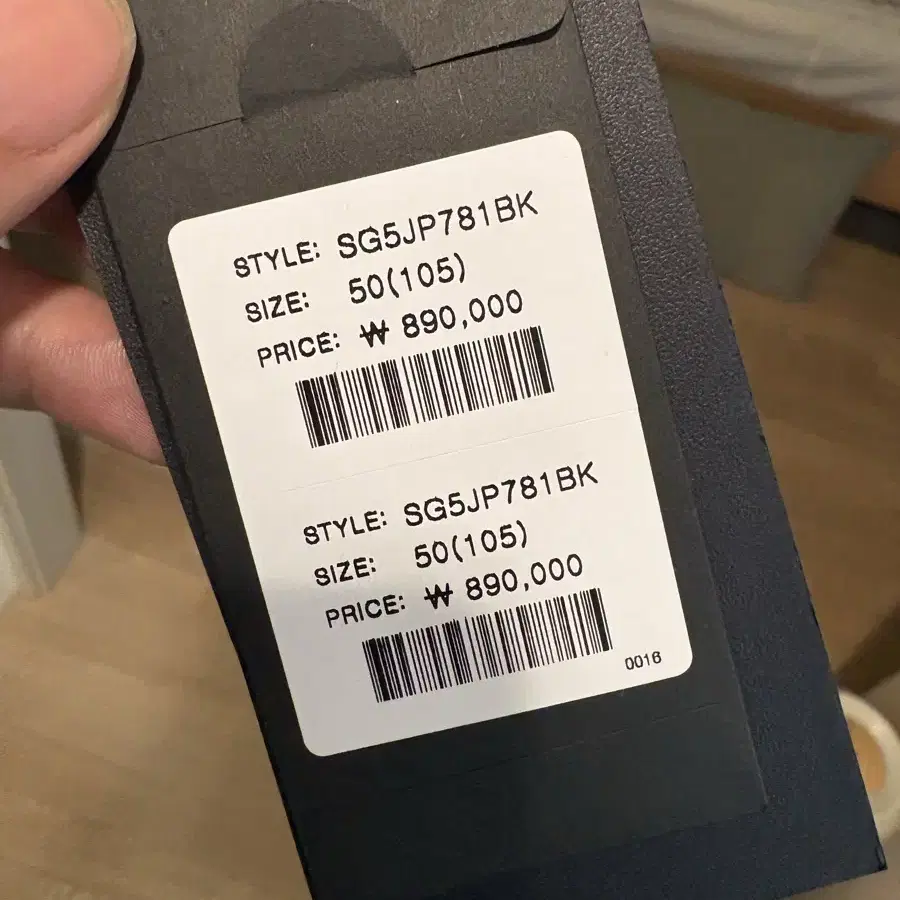 STYLE: SG5JP781BK
SIZE: 50(105)
PRICE: ₩ 890,000
STYLE: SG5JP781BK
SIZE: 50(105)
PRICE: ₩ 890,000
0016